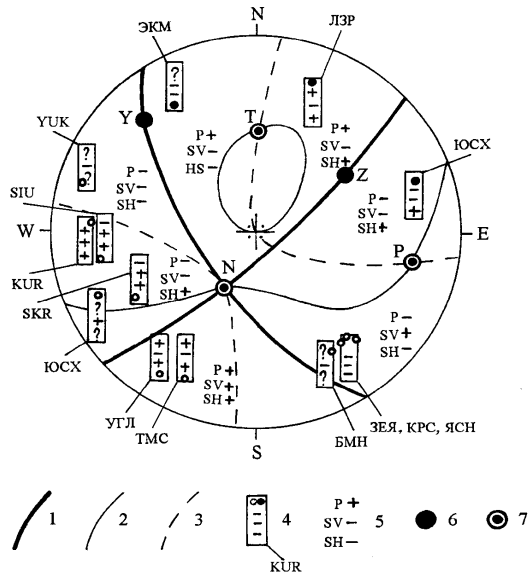 N
ЭКМ
ЛЗР
? –
+ – +
YUK
Y
T
P+
SV–
HS–
P+
SV–
SH+
Z
ЮСХ
? – ?
P–
SV–
SH–
P–
SV–
SH+
– – +
SIU
W
E
P
KUR
SKR
P–
SV–
SH+
N
ЮСХ
? + ?
P–
SV+
SH–
P+
SV+
SH+
? – ?
– – –
УГЛ
ТМС
БМН
ЗЕЯ, КРС, ЯСН
S
1
2
3
– – –
KUR
4
P+
SV–
SH–
5
6
7